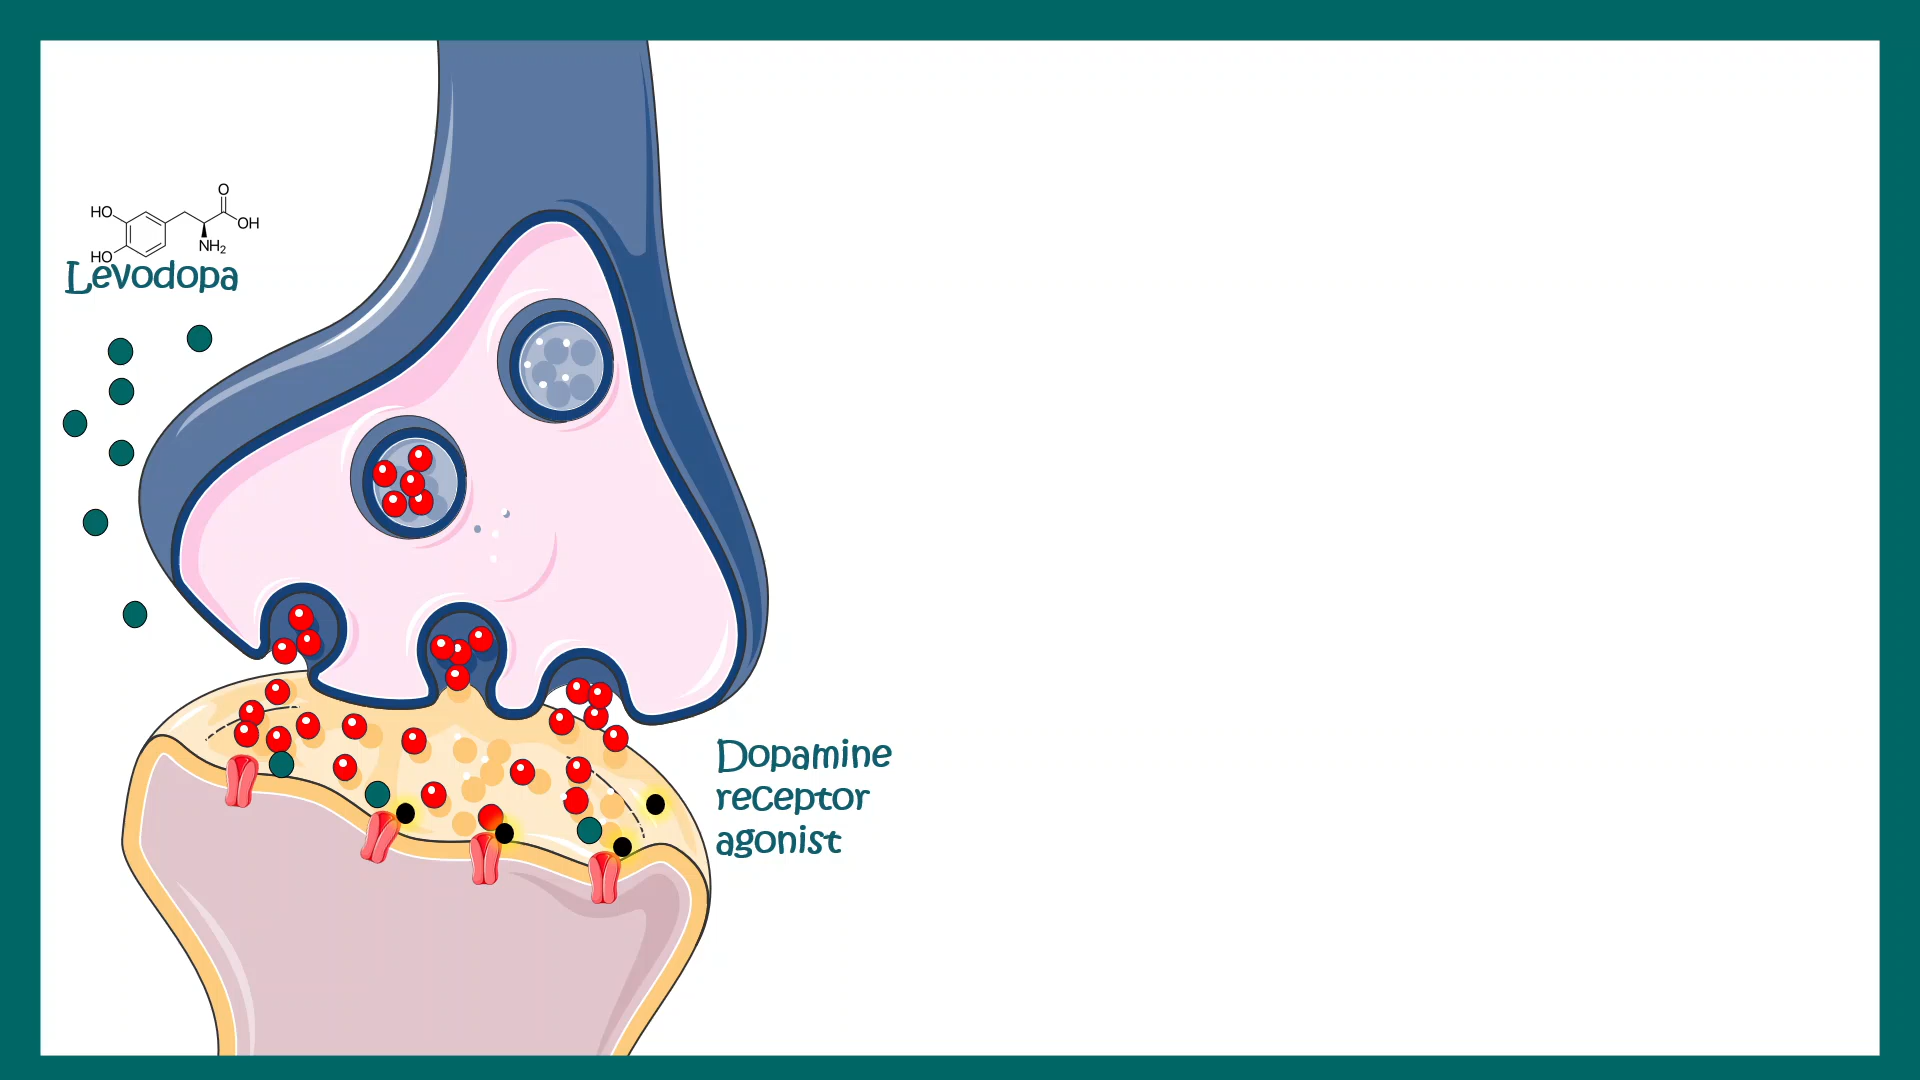 O
HO
OH
NH₂
HO
Levodopa
Dopamine
receptor
agonist